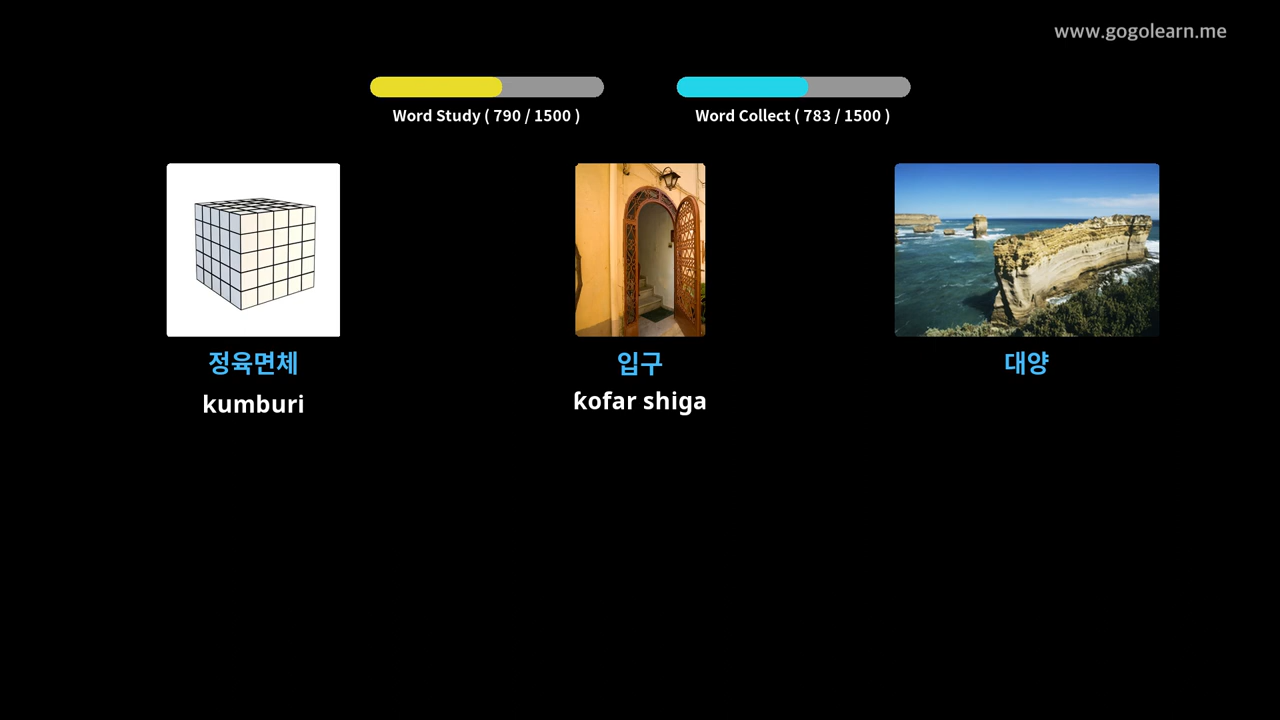 www.gogolearn.me
Word Study ( 790 / 1500 )
Word Collect ( 783 / 1500 )
정육면체
kumburi
입구
ƙofar shiga
대양